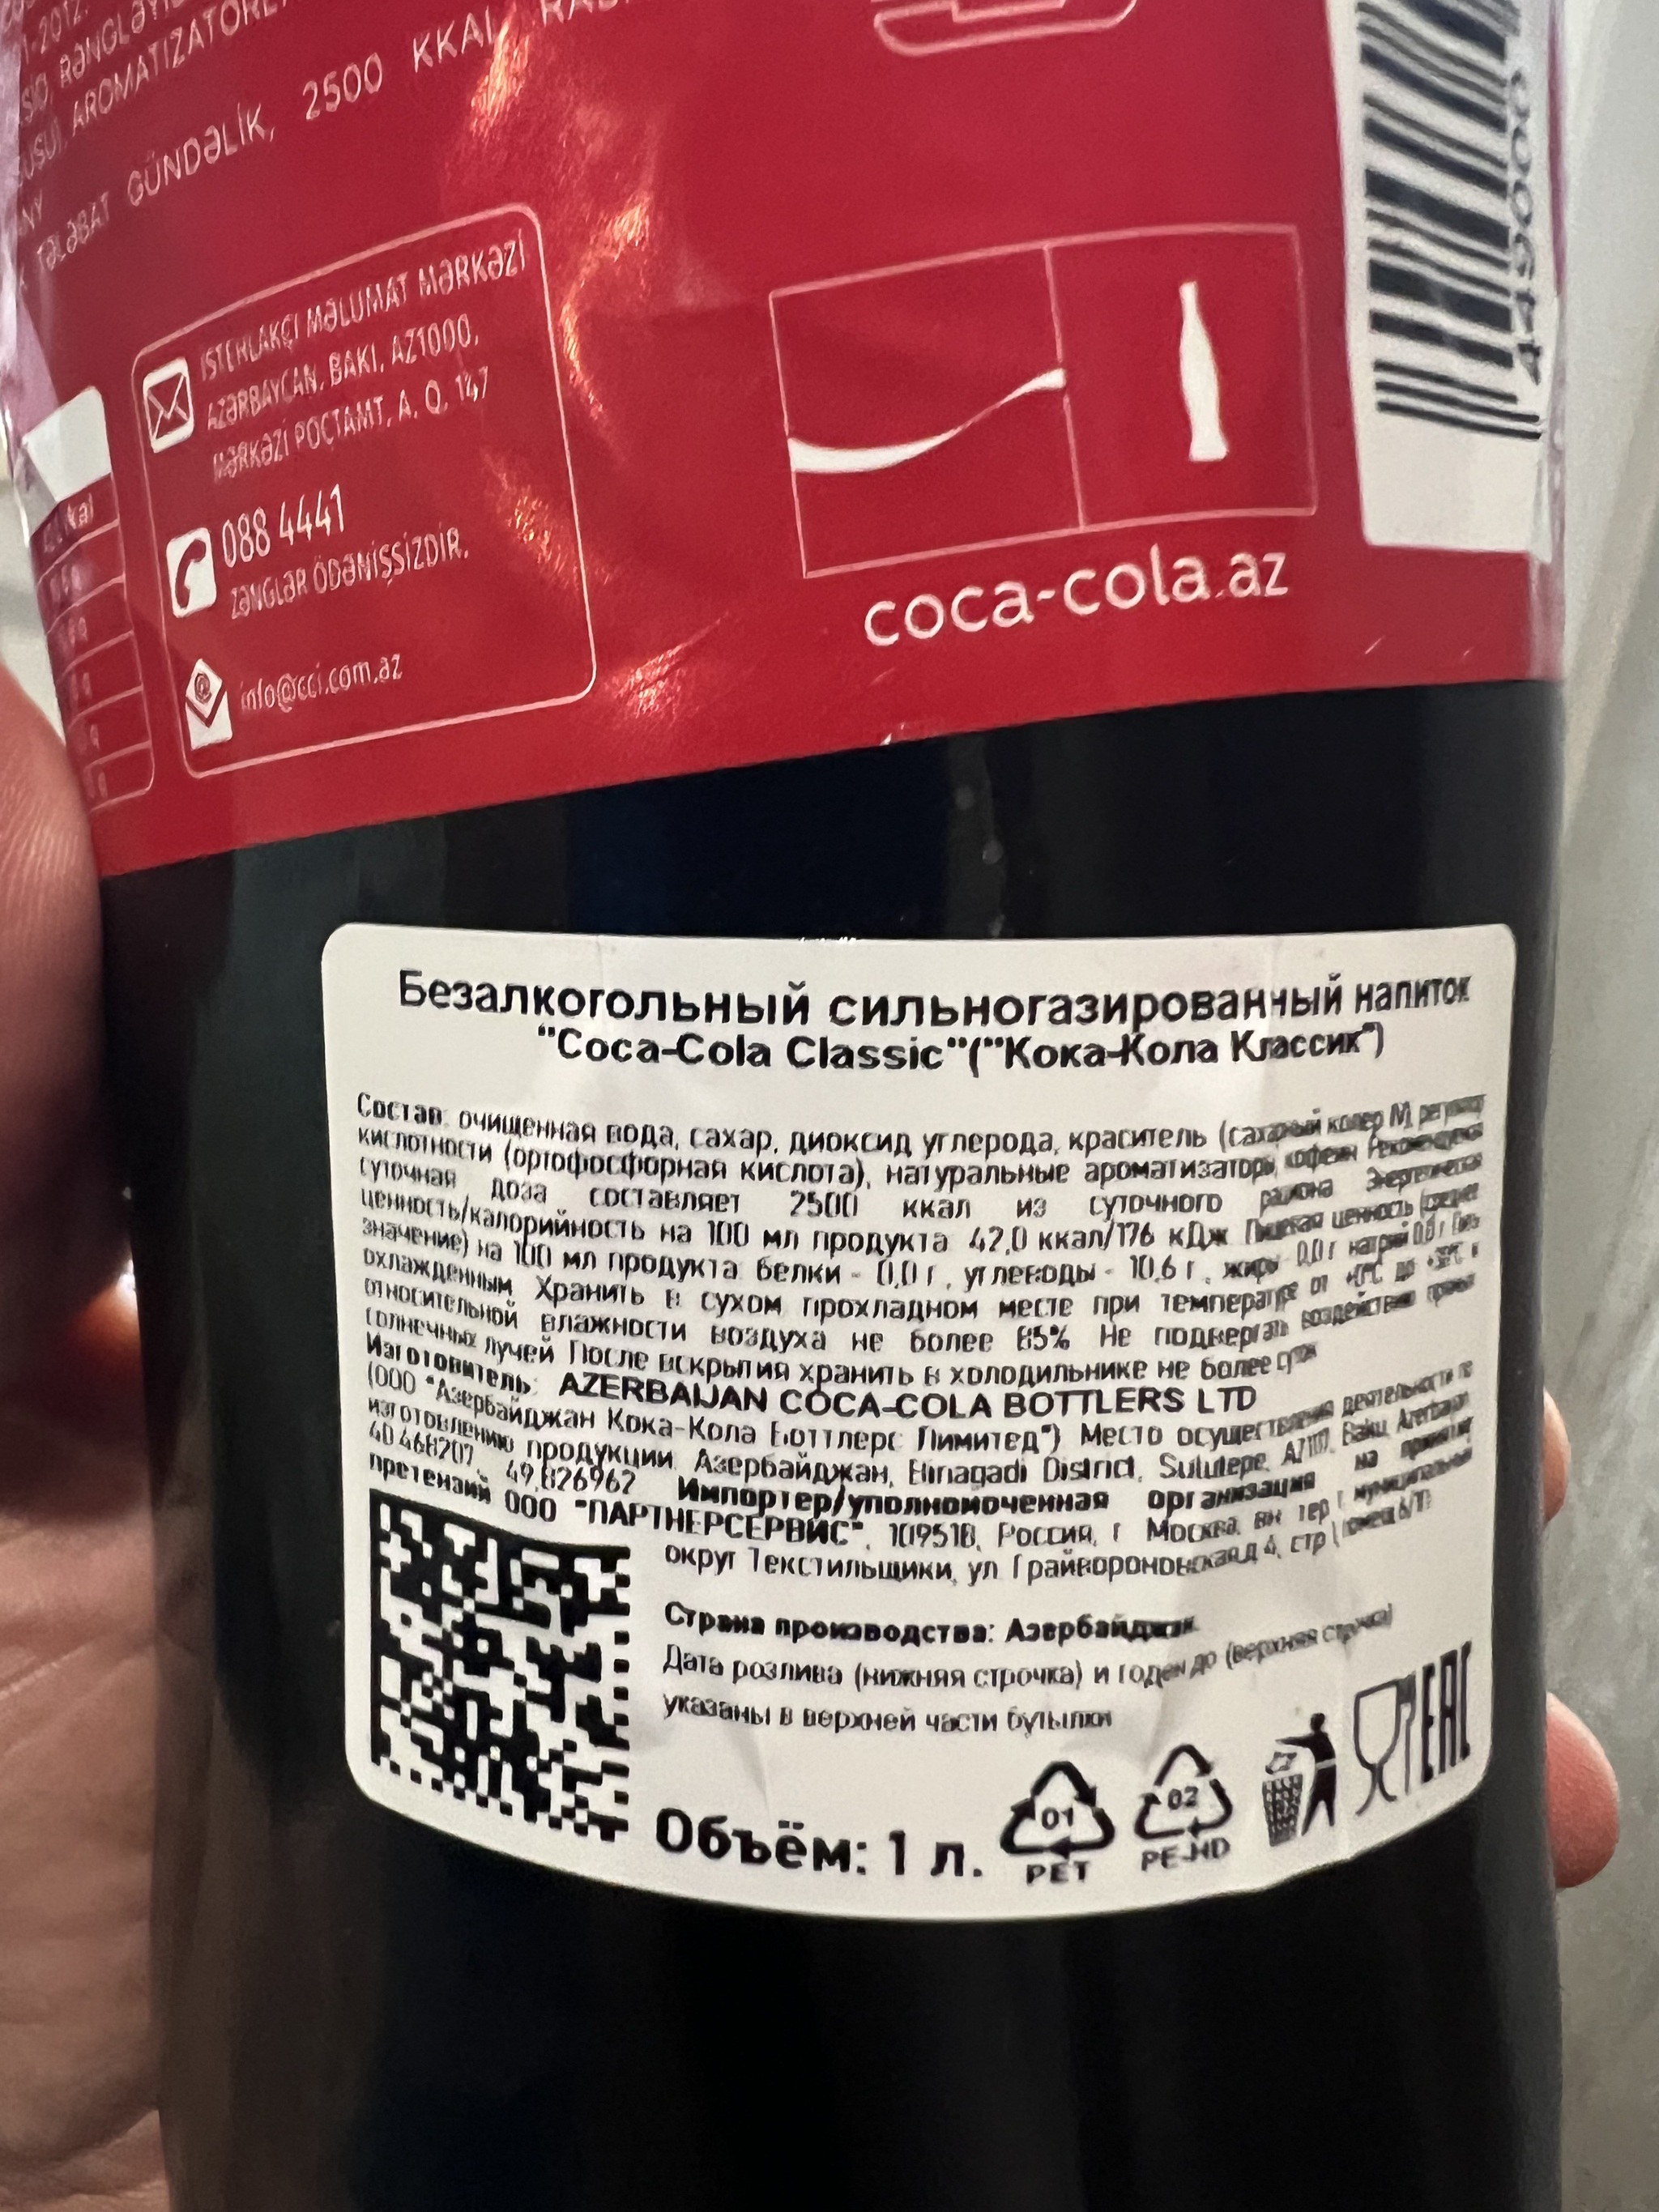 -2012.
RƏNGLƏYİ
AROMATİZATORL
TƏLƏBAT GÜNDƏLİK, 2500 KKAL
İSTEHLAKÇI MƏLUMAT MƏRKƏZİ
AZƏRBAYCAN, BAKI, AZ1000,
MƏRKƏZİ POÇTAMT, A. Q. 147
088 4441
ZƏNGLƏR ÖDƏNİŞSİZDİR.
info@cci.com.az
449000
coca-cola.az
Безалкогольный сильногазированный напиток
"Coca-Cola Classic"("Кока-Кола Классик")
Состав: очищенная вода, сахар, диоксид углерода, краситель (сахарный колер IV), регулятор
кислотности (ортофосфорная кислота), натуральные ароматизаторы, кофеин Рекомендуемая
суточная доза составляет 2500 ккал из суточного рациона Энергетическая
ценность/калорийность на 100 мл продукта 42,0 ккал/176 кДж Пищевая ценность (среднее
значение) на 100 мл продукта белки - 0,0 г, углеводы - 10,6 г, жиры 0,0 г натрий 0,0 г Пить
охлажденным Хранить в сухом прохладном месте при температуре от до
относительной влажности воздуха не более 85% Не подвергать воздействию прямых
солнечных лучей После вскрытия хранить в холодильнике не более суток
Изготовитель: AZERBAIJAN COCA-COLA BOTTLERS LTD
(ООО "Азербайджан Кока-Кола Боттлерс Лимитед") Место осуществления деятельности по
изготовлению продукции Азербайджан, Binagadi District, Sulutepe, AZ1107, Baku, Azerbaijan
40.468207, 49.826962 Импортер/уполномоченная организация на принятие
претензий ООО "ПАРТНЕРСЕРВИС", 109518, Россия, г Москва вн тер г муниципальный
округ Текстильщики, ул Грайвороновская, д 4, стр
Страна производства: Азербайджан
Дата розлива (нижняя строчка) и годен до (верхняя строчка)
указаны в верхней части бутылки
Объём: 1 л.
01
PET
02
PE-HD
EAC